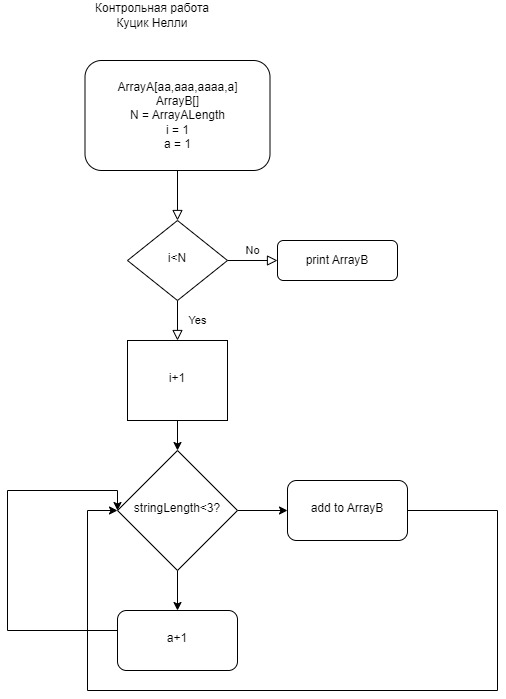 Контрольная работа
Куцик Нелли
ArrayA[aa,aaa,aaaa,a]
ArrayB[]
N = ArrayALength
i = 1
a = 1
i<N
No
print ArrayB
Yes
i+1
stringLength<3?
add to ArrayB
a+1